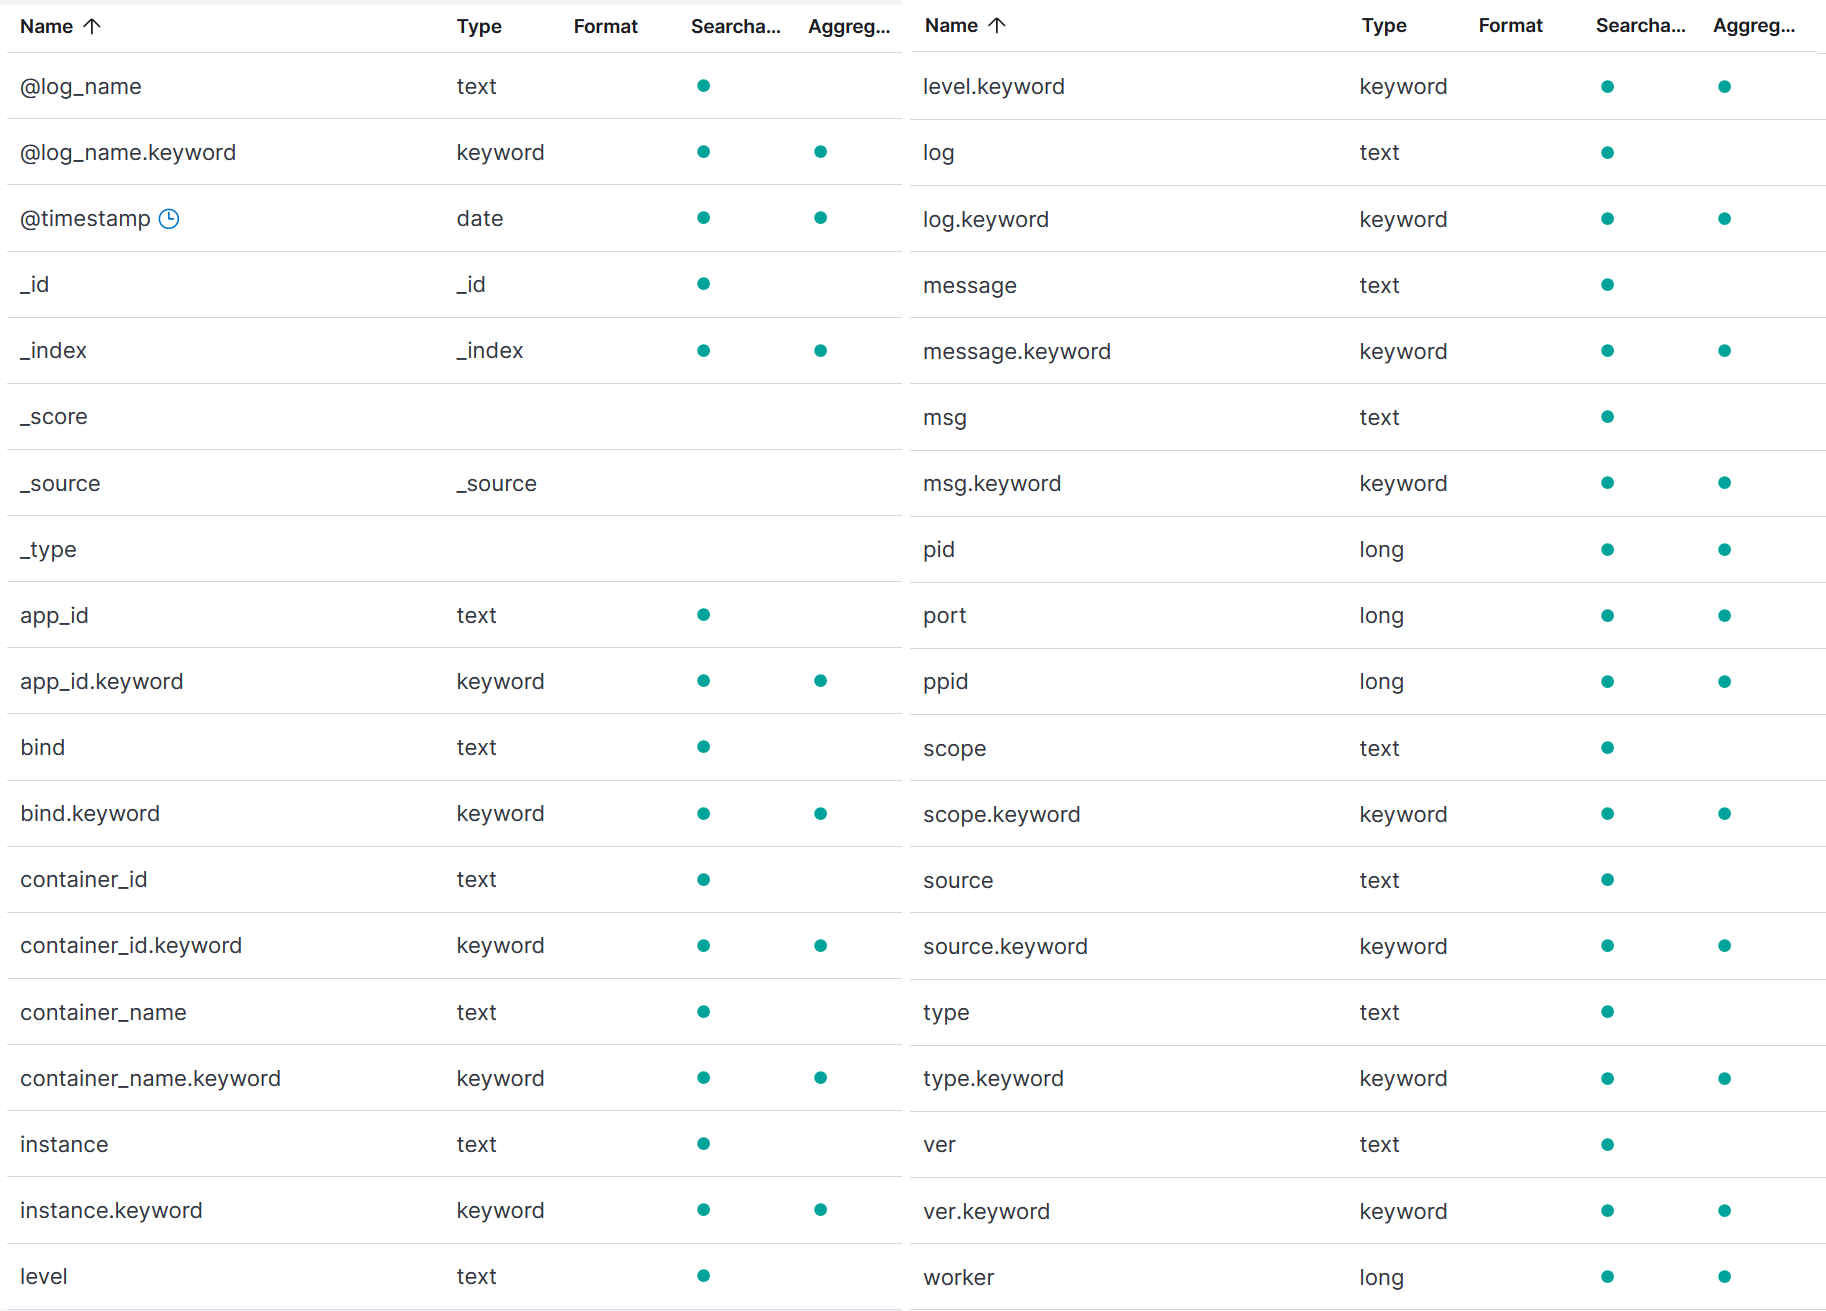 Name Type Format Searcha... Aggreg...
@log_name text
@log_name.keyword keyword
@timestamp date
_id _id
_index _index
_score
_source _source
_type
app_id text
app_id.keyword keyword
bind text
bind.keyword keyword
container_id text
container_id.keyword keyword
container_name text
container_name.keyword keyword
instance text
instance.keyword keyword
level text
Name Type Format Searcha... Aggreg...
level.keyword keyword
log text
log.keyword keyword
message text
message.keyword keyword
msg text
msg.keyword keyword
pid long
port long
ppid long
scope text
scope.keyword keyword
source text
source.keyword keyword
type text
type.keyword keyword
ver text
ver.keyword keyword
worker long